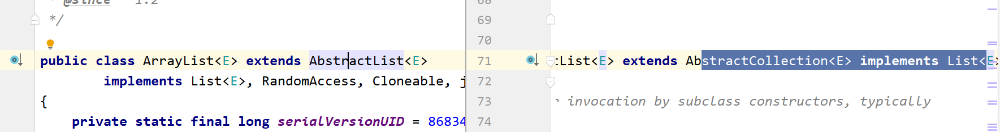 * @since   1.2
*/
public class ArrayList<E> extends AbstractList<E>
implements List<E>, RandomAccess, Cloneable, j
{
private static final long serialVersionUID = 86834
68
69
70
71 tList<E> extends AbstractCollection<E> implements List<E>
72
73 r invocation by subclass constructors, typically
74